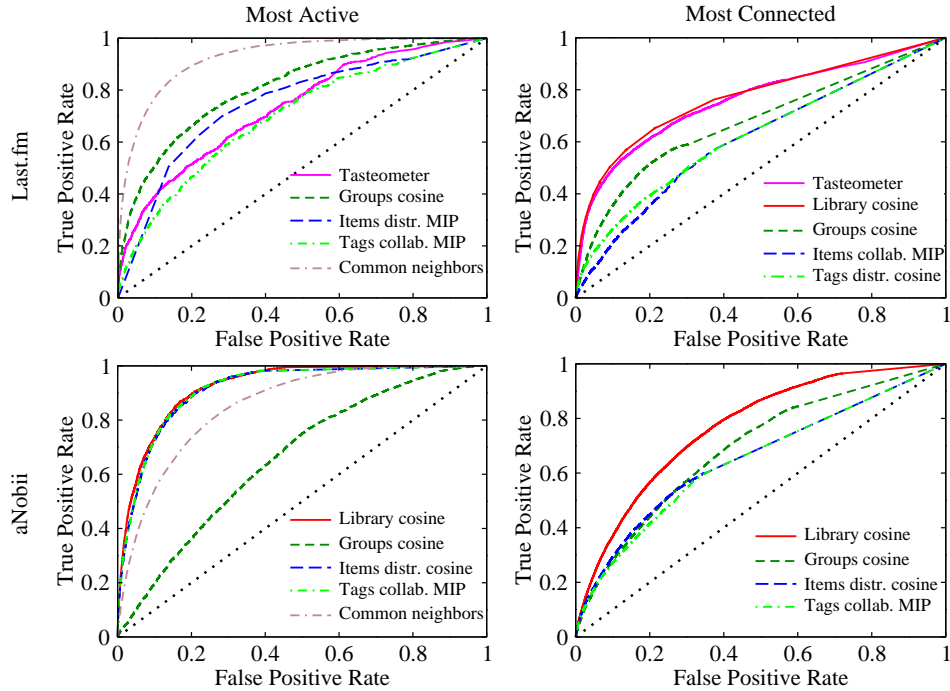 Most Active
Most Connected
Last.fm
True Positive Rate
1
0.8
0.6
0.4
0.2
0
Tasteometer
Groups cosine
Items distr. MIP
Tags collab. MIP
Common neighbors
0 0.2 0.4 0.6 0.8 1
False Positive Rate
True Positive Rate
1
0.8
0.6
0.4
0.2
0
Tasteometer
Library cosine
Groups cosine
Items collab. MIP
Tags distr. cosine
0 0.2 0.4 0.6 0.8 1
False Positive Rate
aNobii
True Positive Rate
1
0.8
0.6
0.4
0.2
0
Library cosine
Groups cosine
Items distr. cosine
Tags collab. MIP
Common neighbors
0 0.2 0.4 0.6 0.8 1
False Positive Rate
True Positive Rate
1
0.8
0.6
0.4
0.2
0
Library cosine
Groups cosine
Items distr. cosine
Tags collab. MIP
0 0.2 0.4 0.6 0.8 1
False Positive Rate